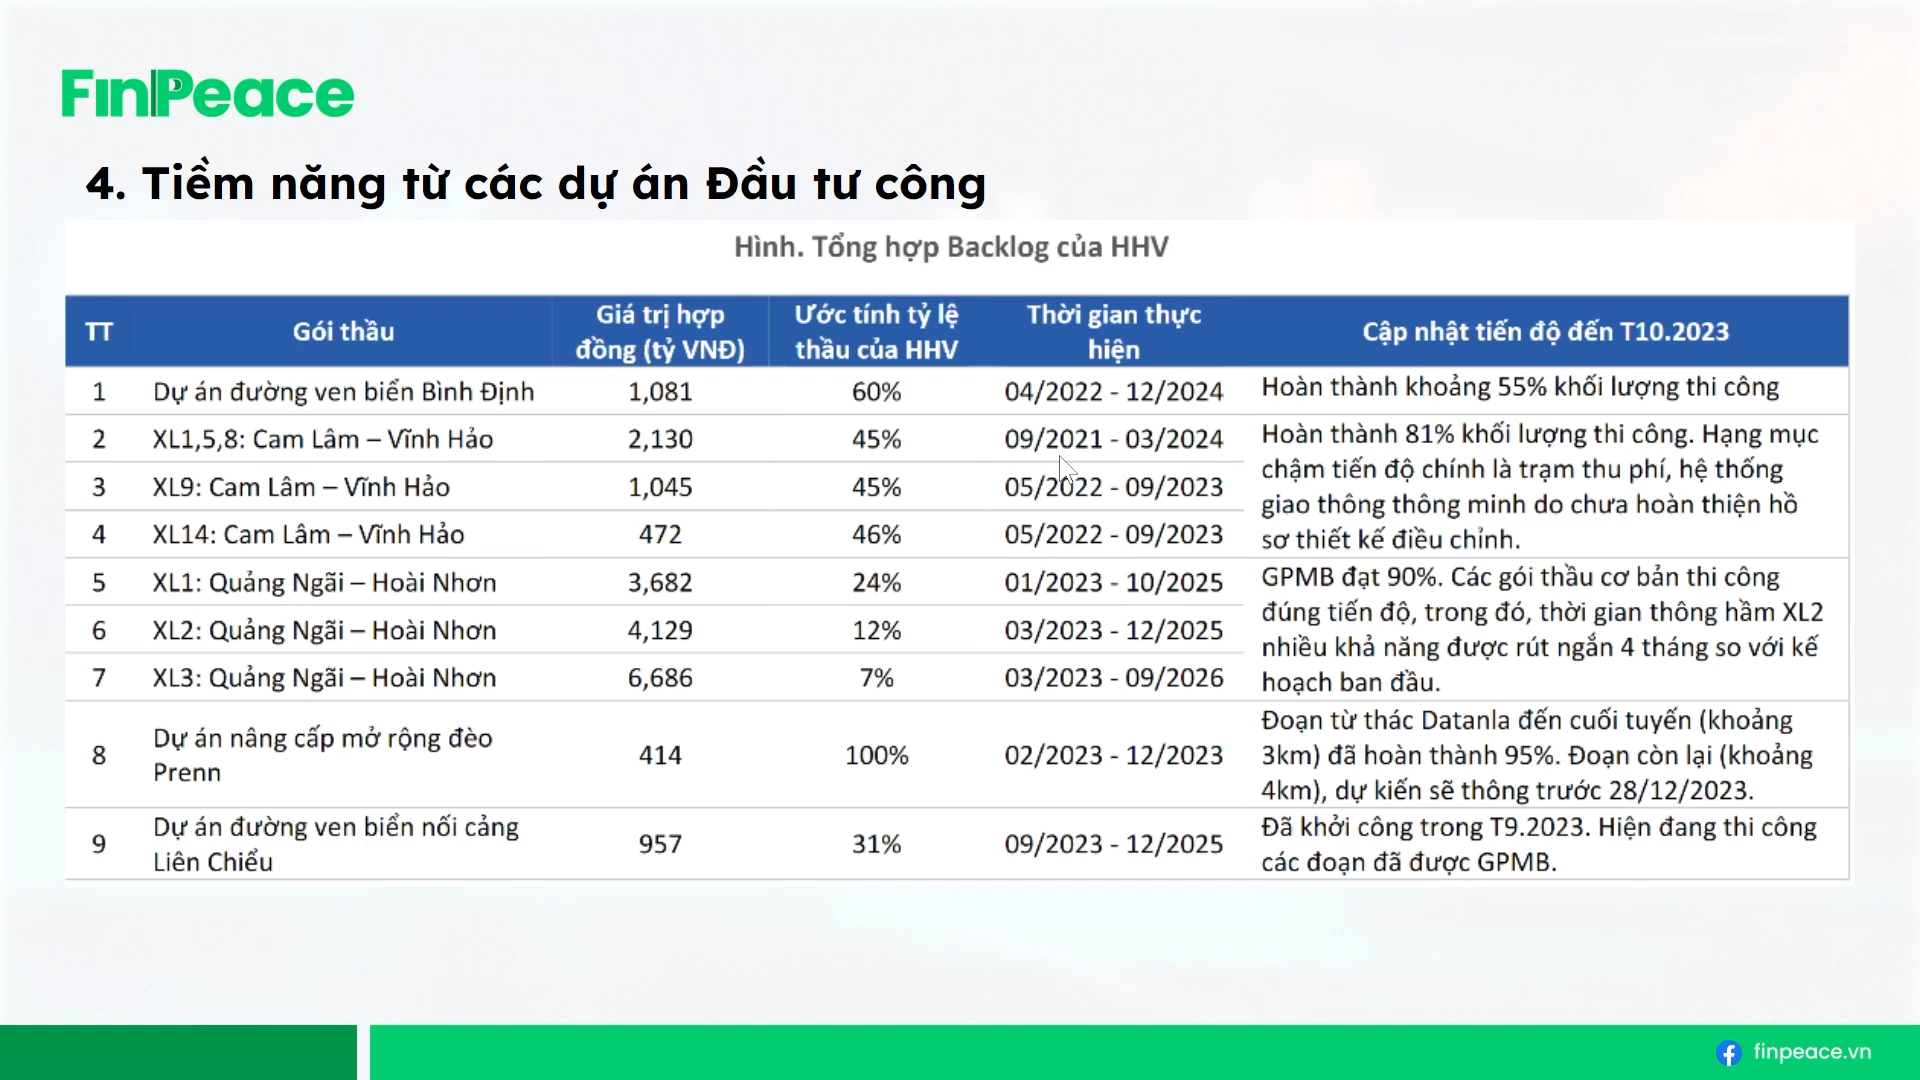 FinPeace
4. Tiềm năng từ các dự án Đầu tư công
Hình. Tổng hợp Backlog của HHV
TT Gói thầu Giá trị hợp đồng (tỷ VNĐ) Ước tính tỷ lệ thầu của HHV Thời gian thực hiện Cập nhật tiến độ đến T10.2023
1 Dự án đường ven biển Bình Định 1,081 60% 04/2022 - 12/2024 Hoàn thành khoảng 55% khối lượng thi công
2 XL1,5,8: Cam Lâm – Vĩnh Hảo 2,130 45% 09/2021 - 03/2024
3 XL9: Cam Lâm – Vĩnh Hảo 1,045 45% 05/2022 - 09/2023
4 XL14: Cam Lâm – Vĩnh Hảo 472 46% 05/2022 - 09/2023
Hoàn thành 81% khối lượng thi công. Hạng mục
chậm tiến độ chính là trạm thu phí, hệ thống
giao thông thông minh do chưa hoàn thiện hồ
sơ thiết kế điều chỉnh.
5 XL1: Quảng Ngãi – Hoài Nhơn 3,682 24% 01/2023 - 10/2025
6 XL2: Quảng Ngãi – Hoài Nhơn 4,129 12% 03/2023 - 12/2025
7 XL3: Quảng Ngãi – Hoài Nhơn 6,686 7% 03/2023 - 09/2026
GPMB đạt 90%. Các gói thầu cơ bản thi công
đúng tiến độ, trong đó, thời gian thông hầm XL2
nhiều khả năng được rút ngắn 4 tháng so với kế
hoạch ban đầu.
8 Dự án nâng cấp mở rộng đèo
Prenn 414 100% 02/2023 - 12/2023
Đoạn từ thác Datanla đến cuối tuyến (khoảng
3km) đã hoàn thành 95%. Đoạn còn lại (khoảng
4km), dự kiến sẽ thông trước 28/12/2023.
9 Dự án đường ven biển nối cảng
Liên Chiểu 957 31% 09/2023 - 12/2025
Đã khởi công trong T9.2023. Hiện đang thi công
các đoạn đã được GPMB.
finpeace.vn